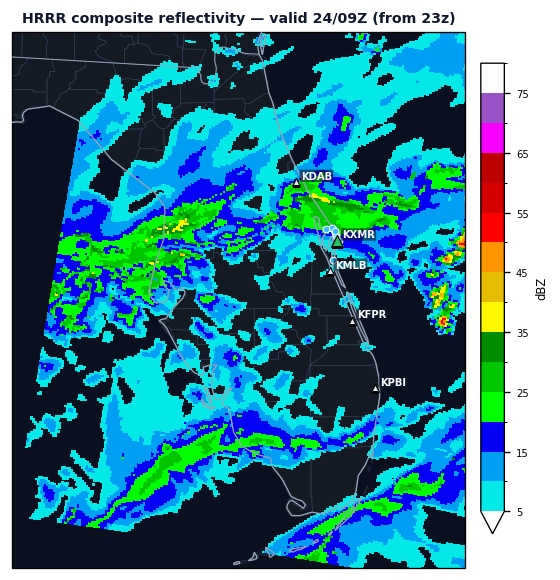 HRRR composite reflectivity — valid 24/09Z (from 23z)
KDAB
KXMR
KMLB
KFPR
KPBI
75
65
55
45
35
25
15
5
dBZ